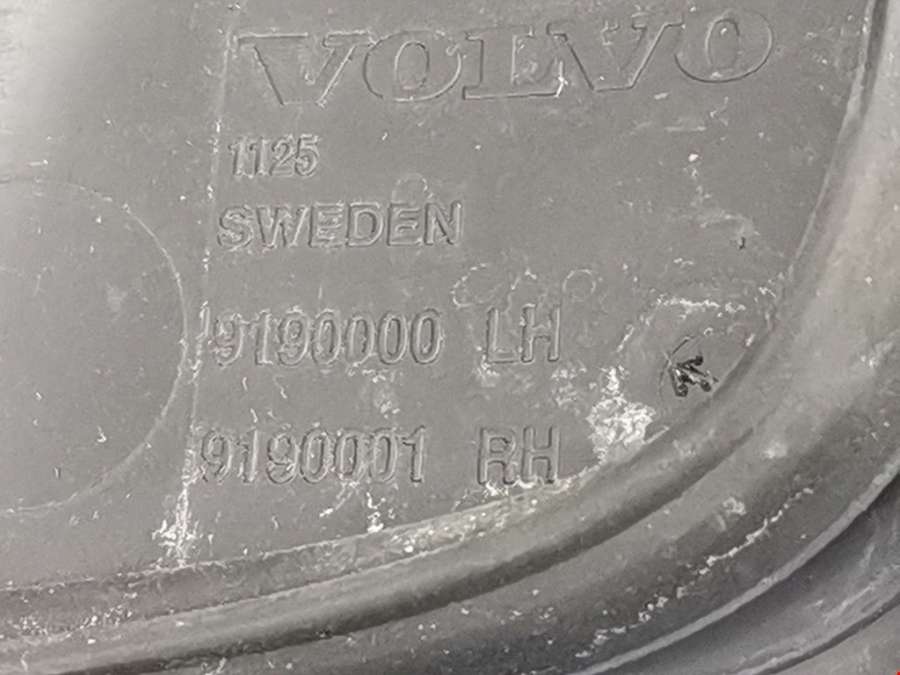 VOLVO
1125
SWEDEN
9190000 LH
9190001 RH